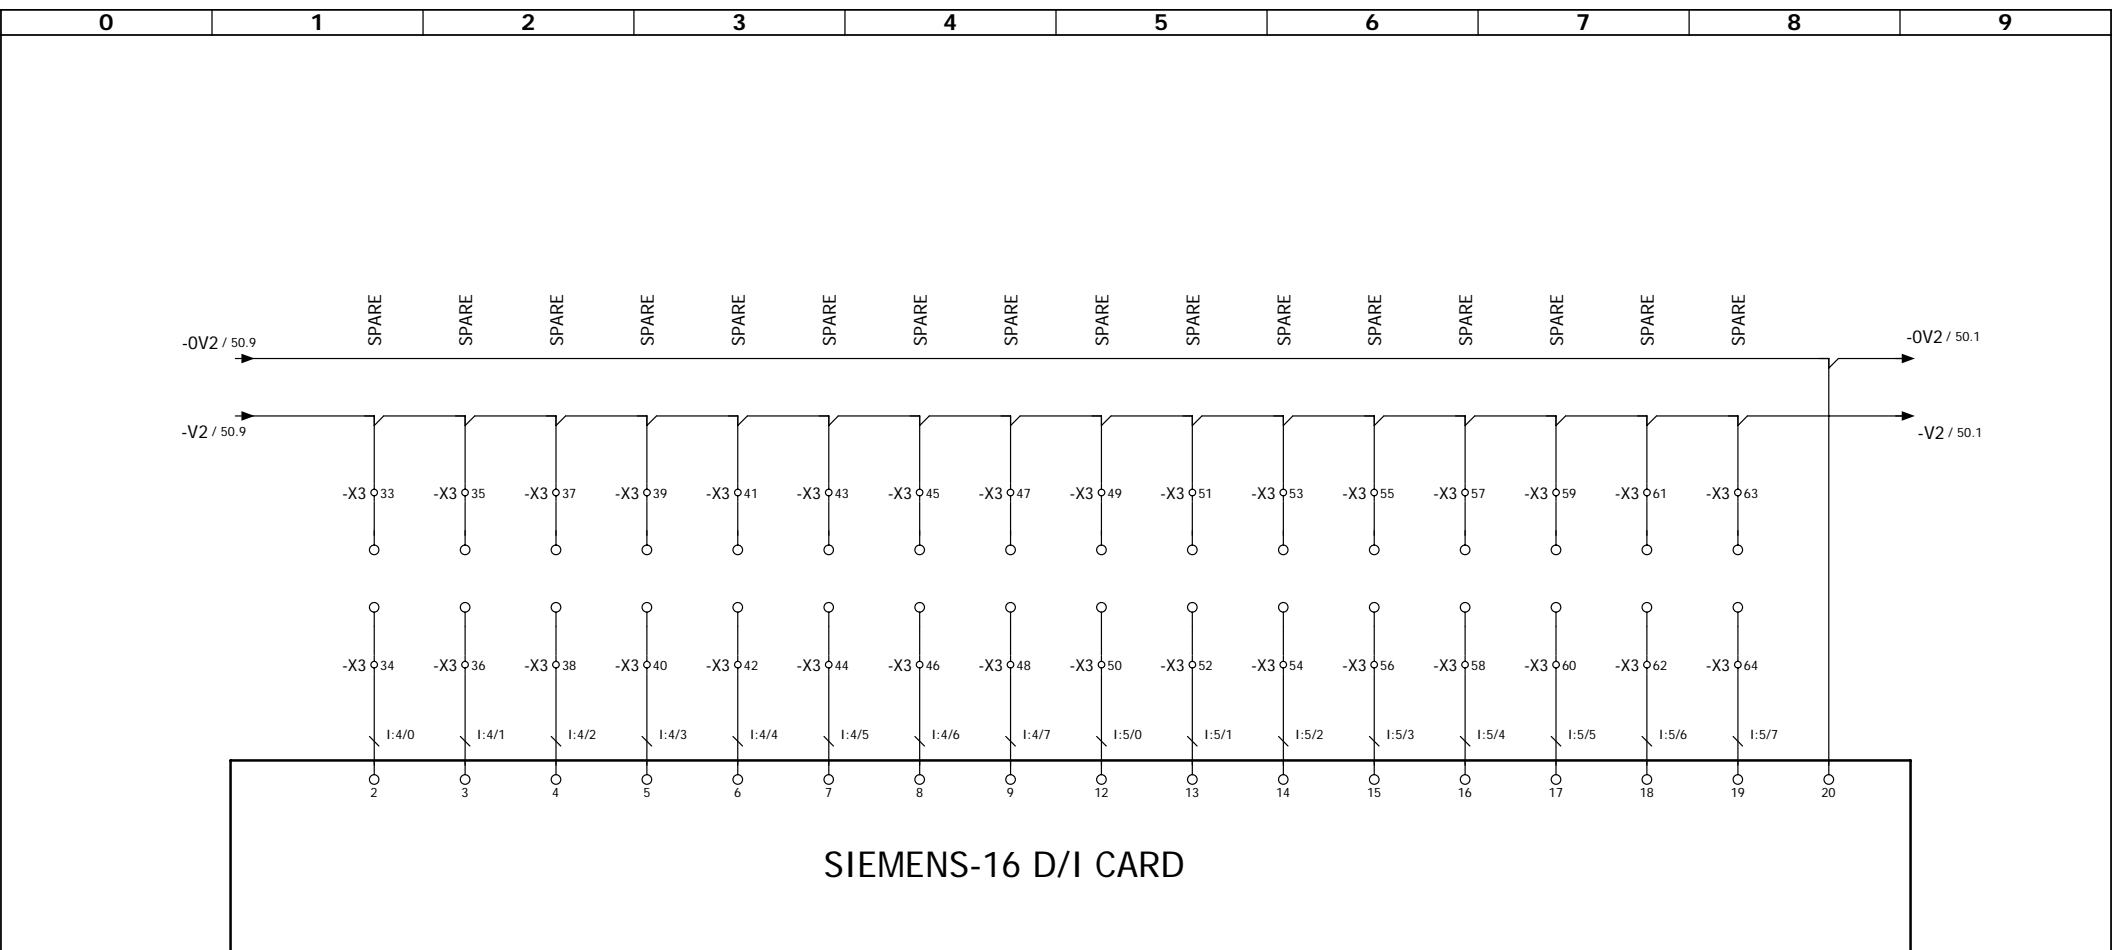 0 1 2 3 4 5 6 7 8 9
SPARE SPARE SPARE SPARE SPARE SPARE SPARE SPARE SPARE SPARE SPARE SPARE SPARE SPARE SPARE SPARE
-0V2 / 50.9 -0V2 / 50.1
-V2 / 50.9 -V2 / 50.1
-X3 33 -X3 35 -X3 37 -X3 39 -X3 41 -X3 43 -X3 45 -X3 47 -X3 49 -X3 51 -X3 53 -X3 55 -X3 57 -X3 59 -X3 61 -X3 63
-X3 34 -X3 36 -X3 38 -X3 40 -X3 42 -X3 44 -X3 46 -X3 48 -X3 50 -X3 52 -X3 54 -X3 56 -X3 58 -X3 60 -X3 62 -X3 64
I:4/0 I:4/1 I:4/2 I:4/3 I:4/4 I:4/5 I:4/6 I:4/7 I:5/0 I:5/1 I:5/2 I:5/3 I:5/4 I:5/5 I:5/6 I:5/7
2 3 4 5 6 7 8 9 12 13 14 15 16 17 18 19 20
SIEMENS-16 D/I CARD